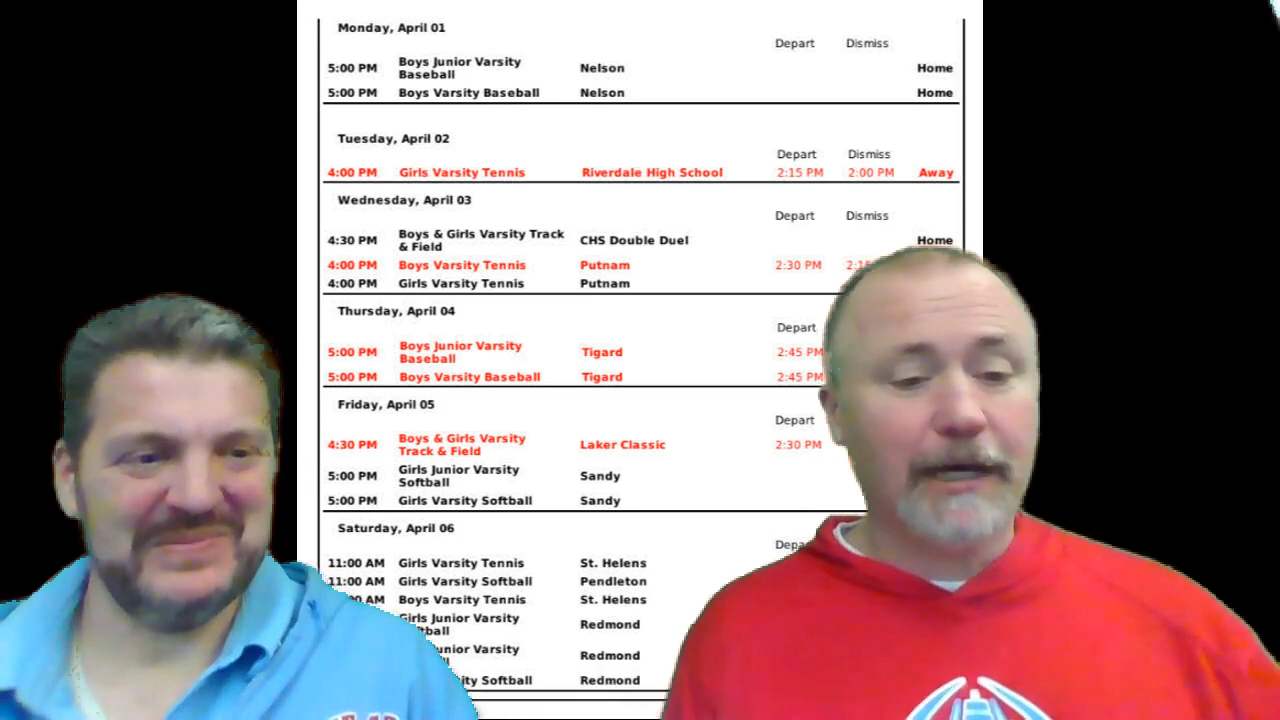 Monday, April 01
Depart Dismiss
Boys Junior Varsity
5:00 PM Nelson Home
Baseball
5:00 PM Boys Varsity Baseball Nelson Home
Tuesday, April 02
Depart Dismiss
4:00 PM Girls Varsity Tennis Riverdale High School 2:15 PM 2:00 PM Away
Wednesday, April 03
Depart Dismiss
Boys & Girls Varsity Track
4:30 PM CHS Double Duel Home
& Field
4:00 PM Boys Varsity Tennis Putnam 2:30 PM
4:00 PM Girls Varsity Tennis Putnam
Thursday, April 04
Depart
Boys Junior Varsity
5:00 PM Tigard 2:45 PM
Baseball
5:00 PM Boys Varsity Baseball Tigard 2:45 PM
Friday, April 05
Depart
Boys & Girls Varsity
4:30 PM Laker Classic 2:30 PM
Track & Field
Girls Junior Varsity
5:00 PM Sandy
Softball
5:00 PM Girls Varsity Softball Sandy
Saturday, April 06
11:00 AM Girls Varsity Tennis St. Helens
11:00 AM Girls Varsity Softball Pendleton
AM Boys Varsity Tennis St. Helens
Girls Junior Varsity
Redmond
Varsity
Redmond
Softball Redmond